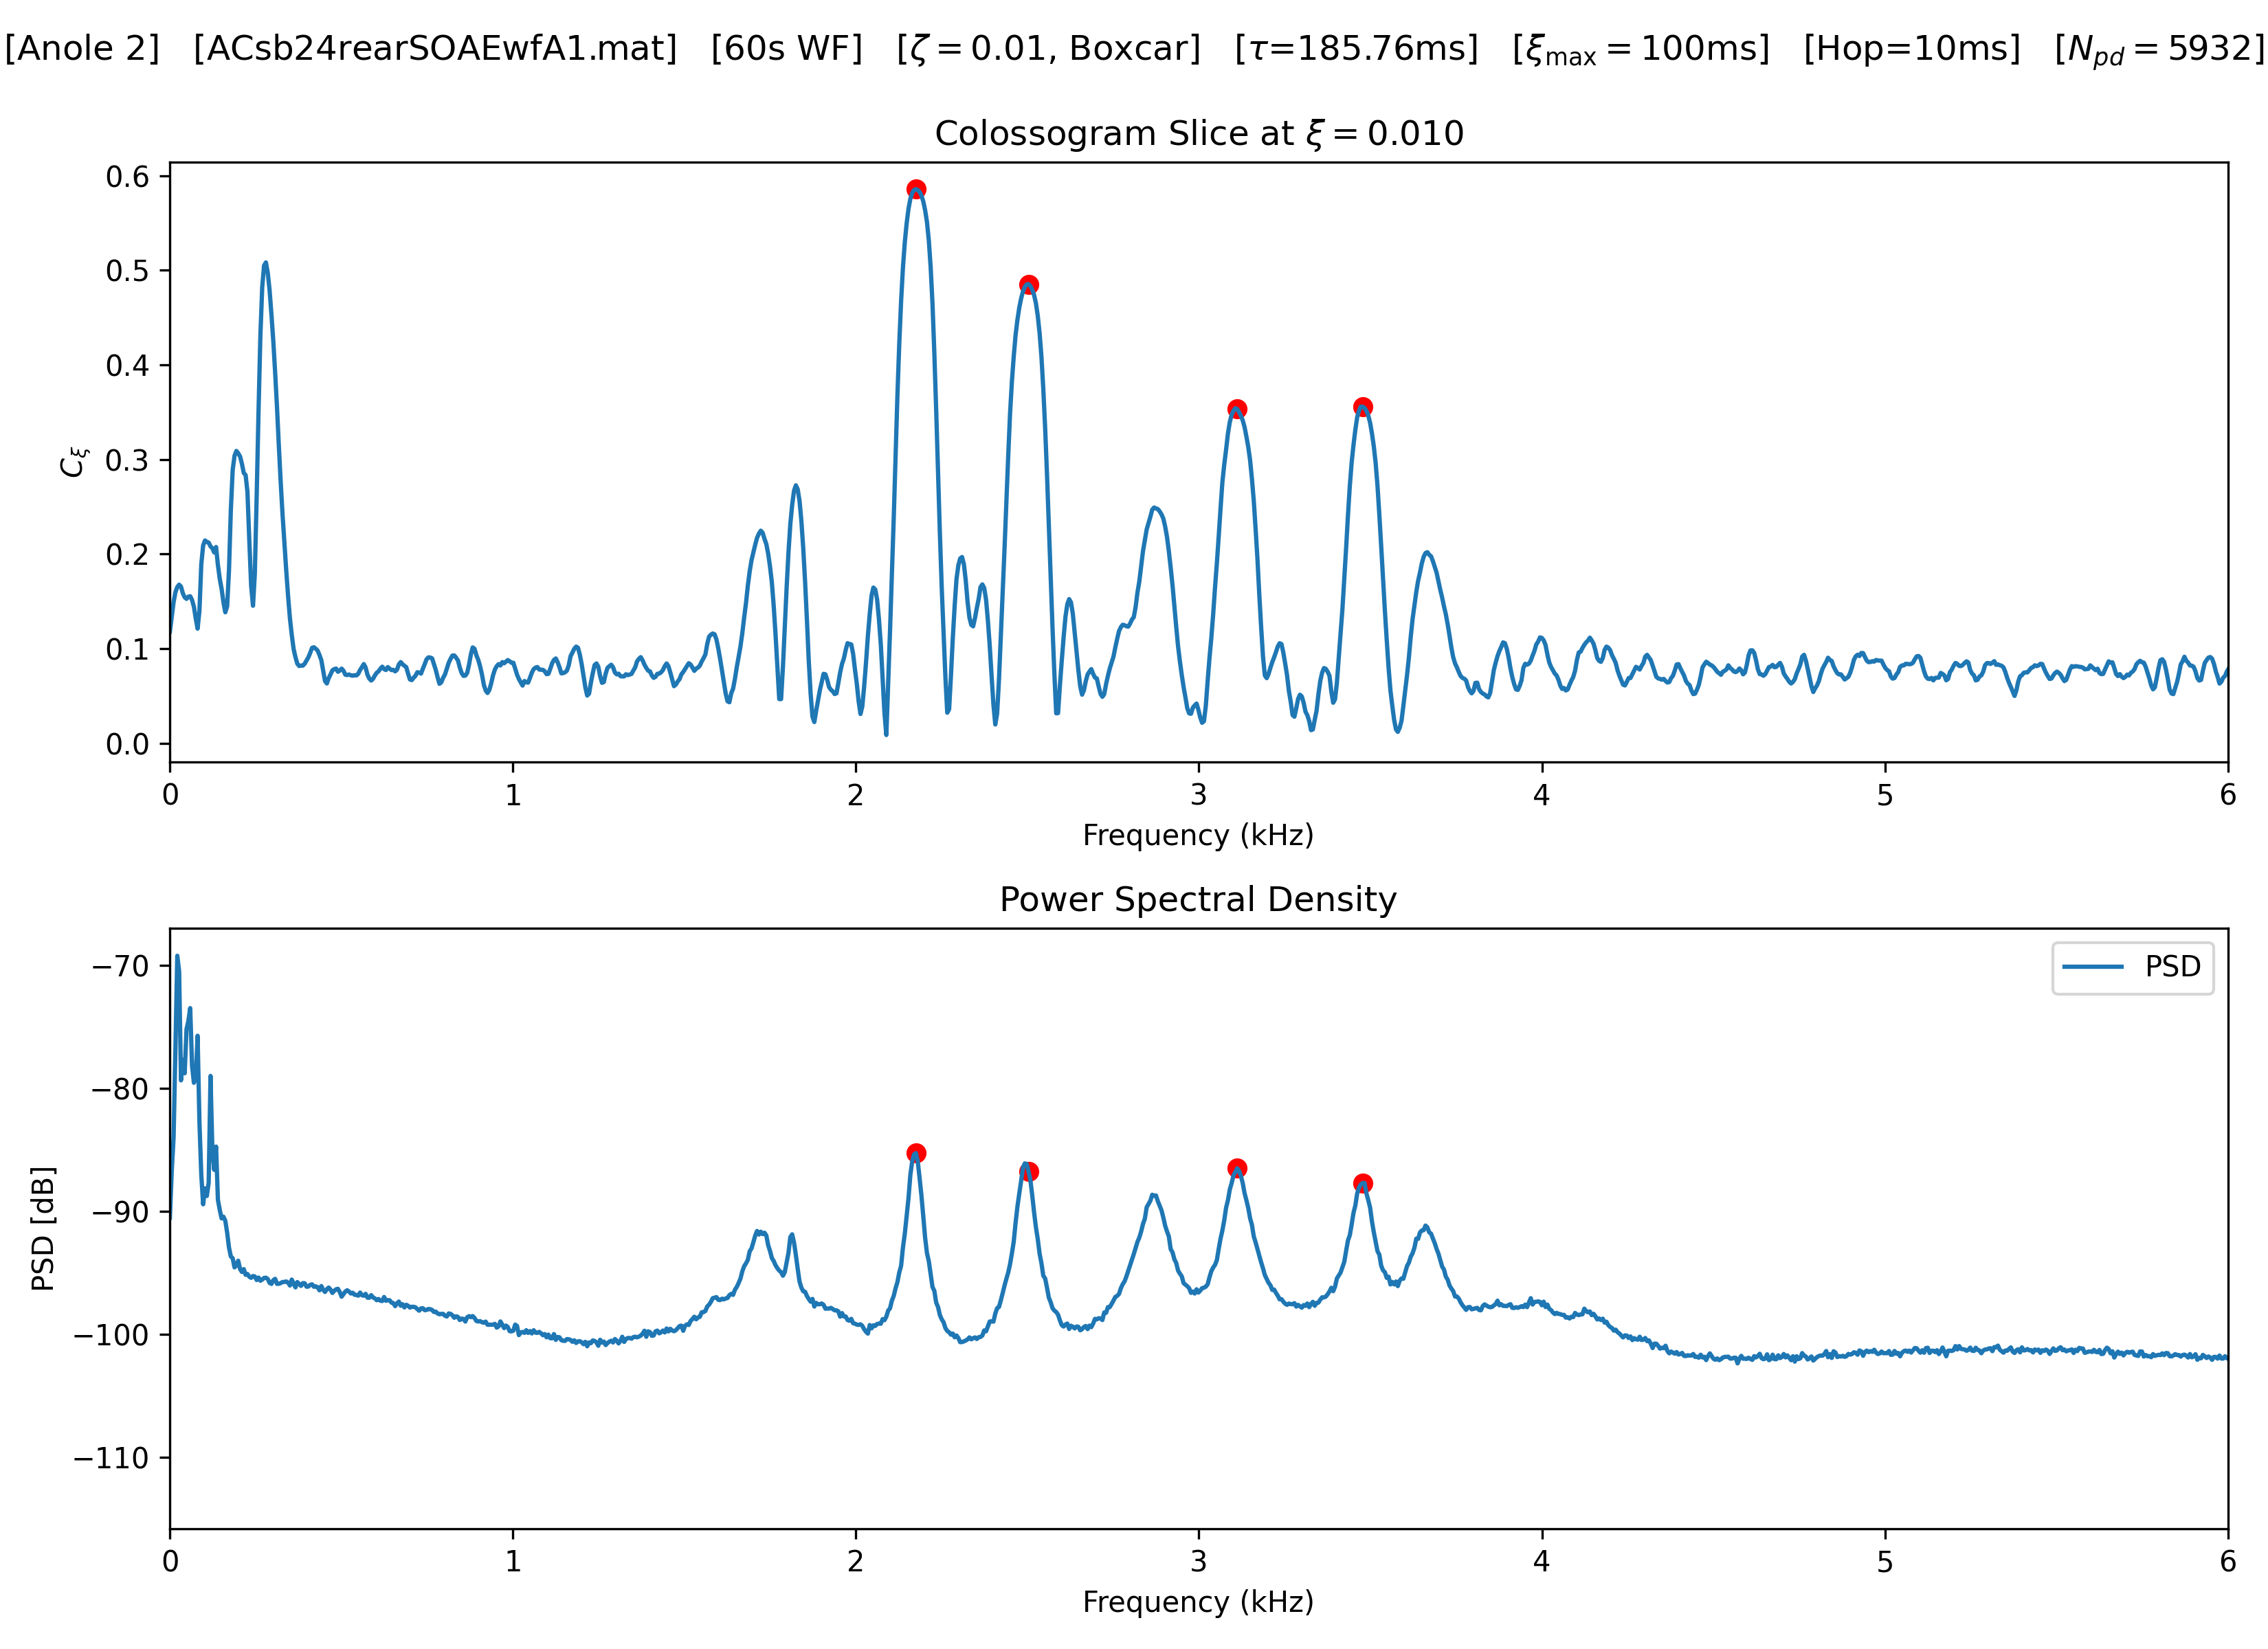 [Anole 2] [ACsb24rearSOAEwfA1.mat] [60s WF] [ζ = 0.01, Boxcar] [τ=185.76ms] [ξmax = 100ms] [Hop=10ms] [Npd = 5932]
Colossogram Slice at ξ = 0.010
0.6
0.5
0.4
0.3
0.2
0.1
0.0
Cξ
0 1 2 3 4 5 6
Frequency (kHz)
Power Spectral Density
PSD
−70
−80
−90
−100
−110
PSD [dB]
0 1 2 3 4 5 6
Frequency (kHz)